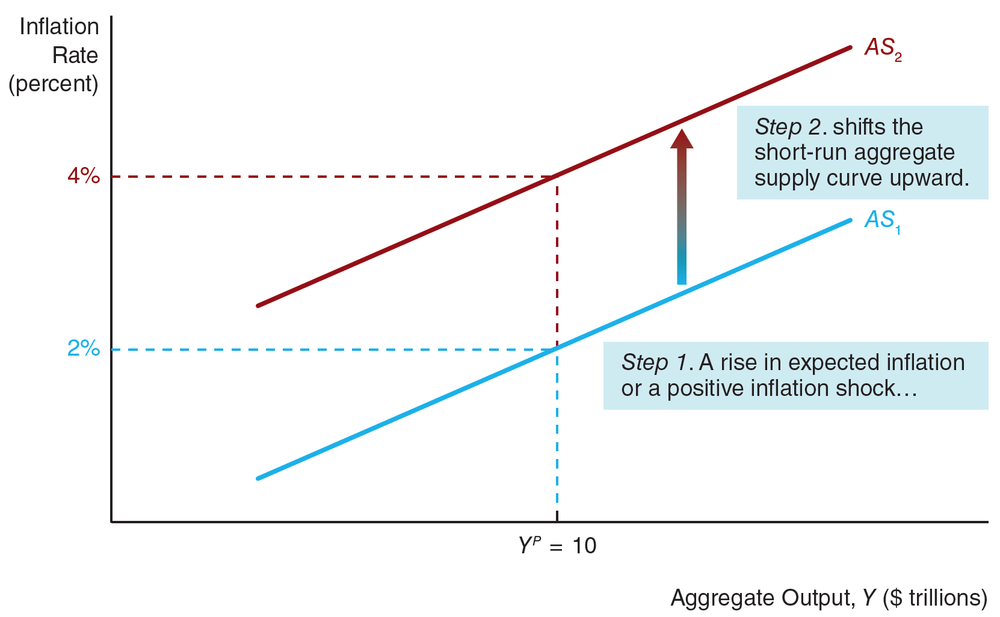 Inflation
Rate
(percent)
AS2
Step 2. shifts the
short-run aggregate
supply curve upward.
4%
AS1
2%
Step 1. A rise in expected inflation
or a positive inflation shock…
Y^P = 10
Aggregate Output, Y ($ trillions)